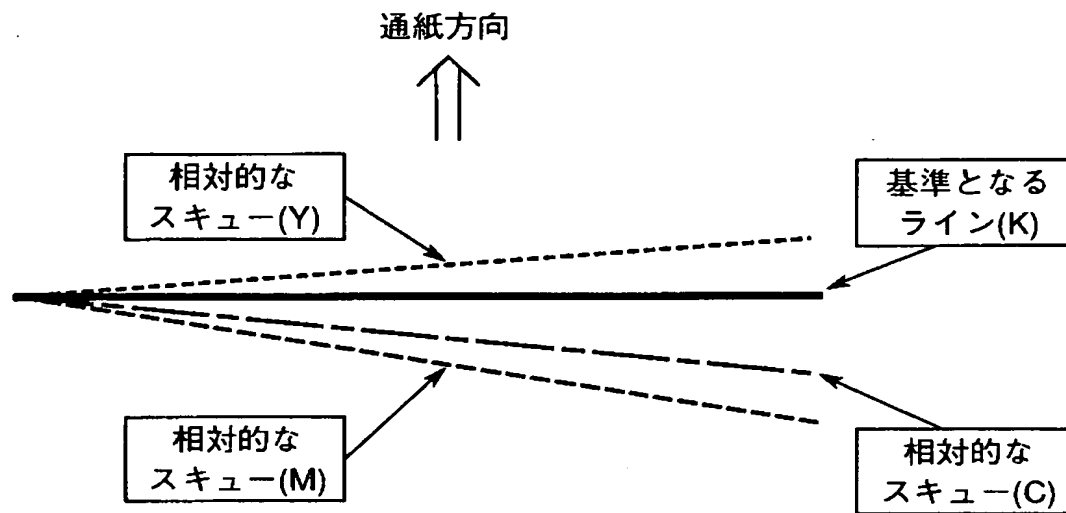 通紙方向
相対的な
スキュー(Y)
基準となる
ライン(K)
相対的な
スキュー(M)
相対的な
スキュー(C)